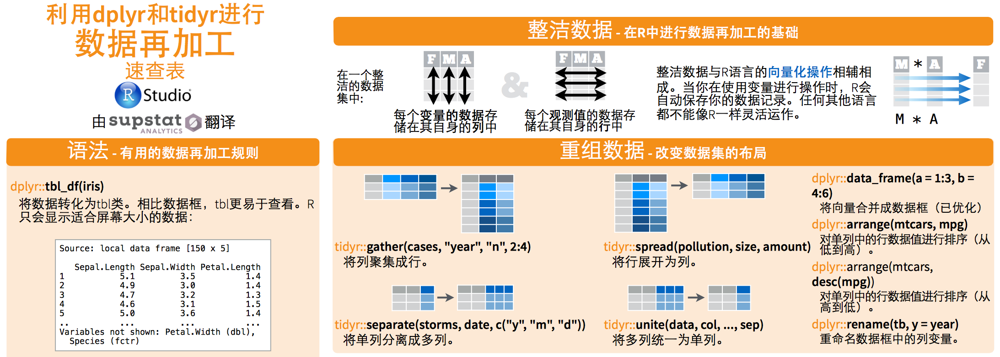 利用dplyr和tidyr进行
数据再加工
速查表
R Studio
由 supstat ANALYTICS 翻译
语法 - 有用的数据再加工规则
dplyr::tbl_df(iris)
将数据转化为tbl类。相比数据框，tbl更易于查看。R
只会显示适合屏幕大小的数据：
Source: local data frame [150 x 5]
Sepal.Length Sepal.Width Petal.Length
1 5.1 3.5 1.4
2 4.9 3.0 1.4
3 4.7 3.2 1.3
4 4.6 3.1 1.5
5 5.0 3.6 1.4
.. ... ... ...
Variables not shown: Petal.Width (dbl),
Species (fctr)
整洁数据 - 在R中进行数据再加工的基础
在一个整
洁的数据
集中:
F M A
每个变量的数据存
储在其自身的列中
&
F M A
每个观测值的数据存
储在其自身的行中
整洁数据与R语言的向量化操作相辅相
成。当你在使用变量进行操作时，R会
自动保存你的数据记录。任何其他语言
都不能像R一样灵活运作。
M * A F
M * A
重组数据 - 改变数据集的布局
tidyr::gather(cases, "year", "n", 2:4)
将列聚集成行。
tidyr::spread(pollution, size, amount)
将行展开为列。
tidyr::separate(storms, date, c("y", "m", "d"))
将单列分离成多列。
tidyr::unite(data, col, ..., sep)
将多列统一为单列。
dplyr::data_frame(a = 1:3, b =
4:6)
将向量合并成数据框（已优化）
dplyr::arrange(mtcars, mpg)
对单列中的行数据值进行排序（从
低到高）。
dplyr::arrange(mtcars,
desc(mpg))
对单列中的行数据值进行排序（从
高到低）。
dplyr::rename(tb, y = year)
重命名数据框中的列变量。